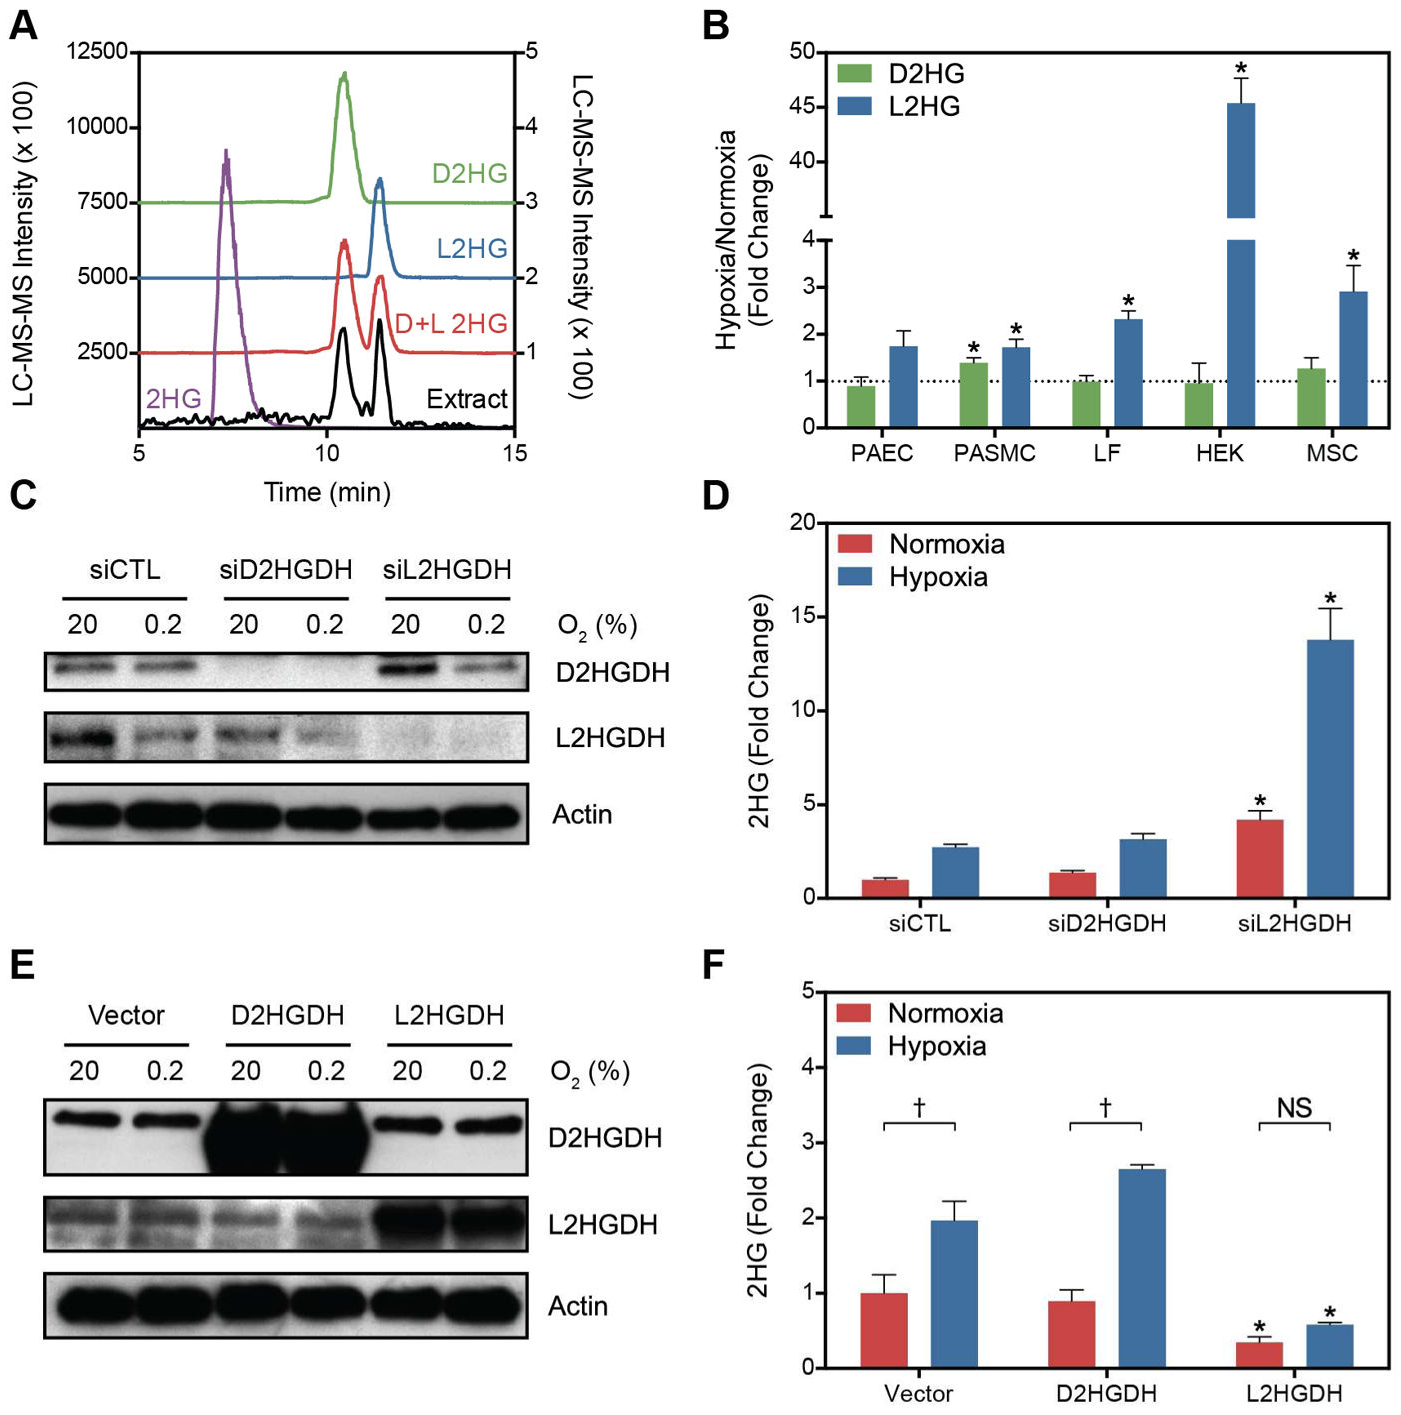 A
LC-MS-MS Intensity (x 100)
12500
10000
7500
5000
2500
5
4
3
2
1
LC-MS-MS Intensity (x 100)
D2HG
L2HG
D+L 2HG
2HG
Extract
5
10
15
Time (min)
B
Hypoxia/Normoxia
(Fold Change)
50
45
40
4
3
2
1
0
D2HG
L2HG
*
*
*
*
*
PAEC
PASMC
LF
HEK
MSC
C
siCTL siD2HGDH siL2HGDH
20 0.2 20 0.2 20 0.2 O2 (%)
D2HGDH
L2HGDH
Actin
D
2HG (Fold Change)
20
15
10
5
0
Normoxia
Hypoxia
*
*
siCTL
siD2HGDH
siL2HGDH
E
Vector D2HGDH L2HGDH
20 0.2 20 0.2 20 0.2 O2 (%)
D2HGDH
L2HGDH
Actin
F
2HG (Fold Change)
5
4
3
2
1
0
Normoxia
Hypoxia
†
†
NS
*
*
Vector
D2HGDH
L2HGDH